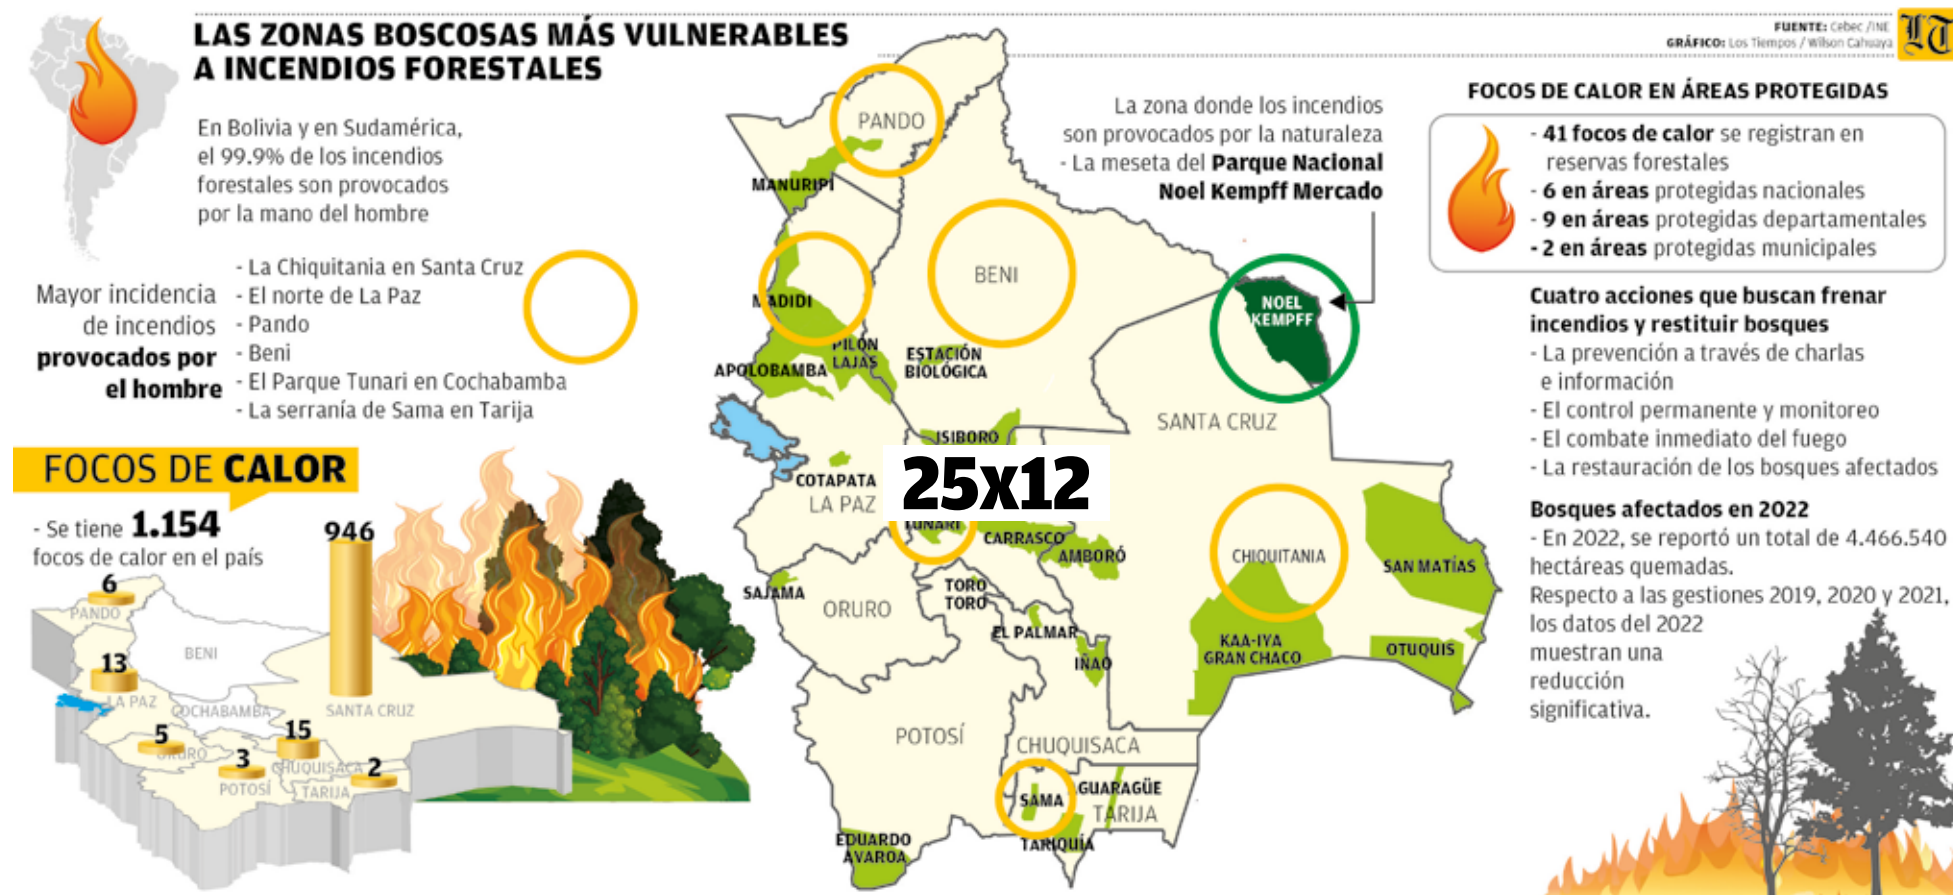 LAS ZONAS BOSCOSAS MÁS VULNERABLES
A INCENDIOS FORESTALES
En Bolivia y en Sudamérica,
el 99.9% de los incendios
forestales son provocados
por la mano del hombre
Mayor incidencia
de incendios
provocados por
el hombre
- La Chiquitania en Santa Cruz
- El norte de La Paz
- Pando
- Beni
- El Parque Tunari en Cochabamba
- La serranía de Sama en Tarija
FOCOS DE CALOR
- Se tiene 1.154
focos de calor en el país
946
6
PANDO
BENI
13
LA PAZ
COCHABAMBA
SANTA CRUZ
5
ORURO
15
3
CHUQUISACA
2
POTOSÍ
TARIJA
PANDO
MANURIPI
La zona donde los incendios
son provocados por la naturaleza
- La meseta del Parque Nacional
Noel Kempff Mercado
BENI
MADIDI
NOEL
KEMPFF
PILÓN
LAJAS
ESTACIÓN
BIOLÓGICA
APOLOBAMBA
SANTA CRUZ
ISIBORO
25x12
COTAPATA
LA PAZ
TUNARI
CARRASCO
AMBORÓ
CHIQUITANIA
SAN MATÍAS
SAJAMA
ORURO
TORO
TORO
EL PALMAR
IÑAO
KAA-IYA
GRAN CHACO
OTUQUIS
POTOSÍ
CHUQUISACA
SAMA
GUARAGÜE
TARIJA
TARIQUÍA
EDUARDO
AVAROA
FUENTE: Cebec /INE
GRÁFICO: Los Tiempos / Wilson Cahuaya
LT
FOCOS DE CALOR EN ÁREAS PROTEGIDAS
- 41 focos de calor se registran en
reservas forestales
- 6 en áreas protegidas nacionales
- 9 en áreas protegidas departamentales
- 2 en áreas protegidas municipales
Cuatro acciones que buscan frenar
incendios y restituir bosques
- La prevención a través de charlas
e información
- El control permanente y monitoreo
- El combate inmediato del fuego
- La restauración de los bosques afectados
Bosques afectados en 2022
- En 2022, se reportó un total de 4.466.540
hectáreas quemadas.
Respecto a las gestiones 2019, 2020 y 2021,
los datos del 2022
muestran una
reducción
significativa.